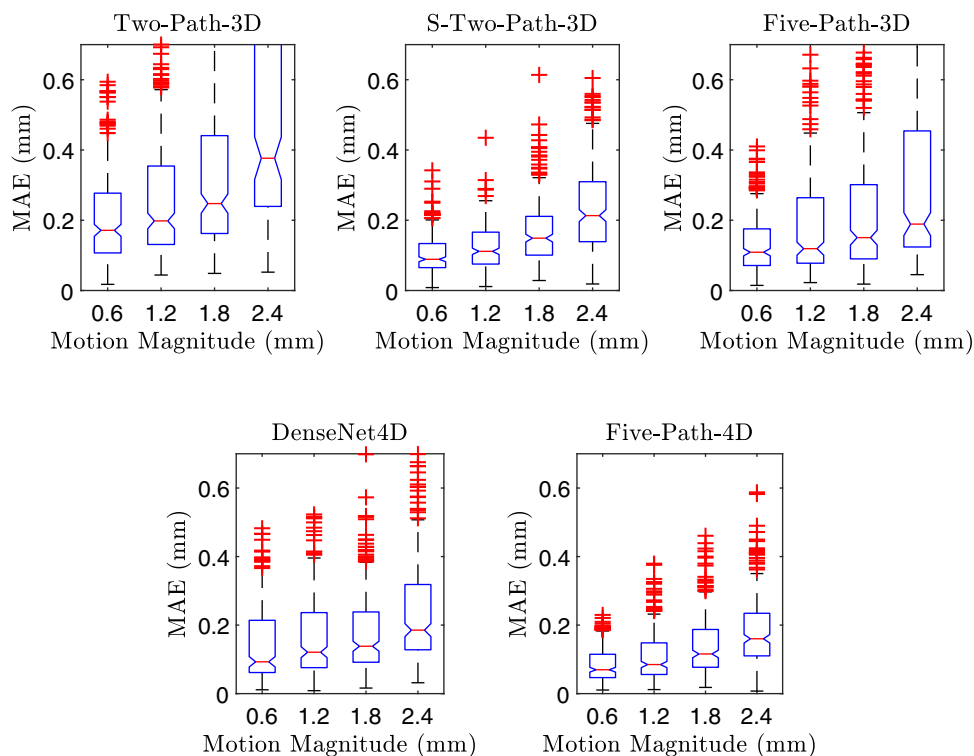 Two-Path-3D
S-Two-Path-3D
Five-Path-3D
MAE (mm)
0.6
0.4
0.2
0
0.6 1.2 1.8 2.4
Motion Magnitude (mm)
MAE (mm)
0.6
0.4
0.2
0
0.6 1.2 1.8 2.4
Motion Magnitude (mm)
MAE (mm)
0.6
0.4
0.2
0
0.6 1.2 1.8 2.4
Motion Magnitude (mm)
DenseNet4D
Five-Path-4D
MAE (mm)
0.6
0.4
0.2
0
0.6 1.2 1.8 2.4
Motion Magnitude (mm)
MAE (mm)
0.6
0.4
0.2
0
0.6 1.2 1.8 2.4
Motion Magnitude (mm)